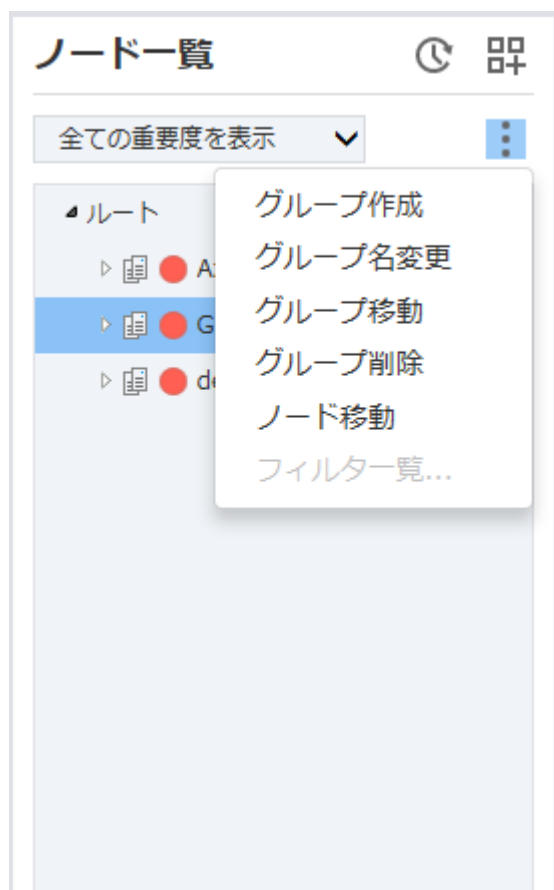 ノード一覧
全ての重要度を表示
ルート
グループ作成
グループ名変更
グループ移動
グループ削除
ノード移動
フィルター覧...